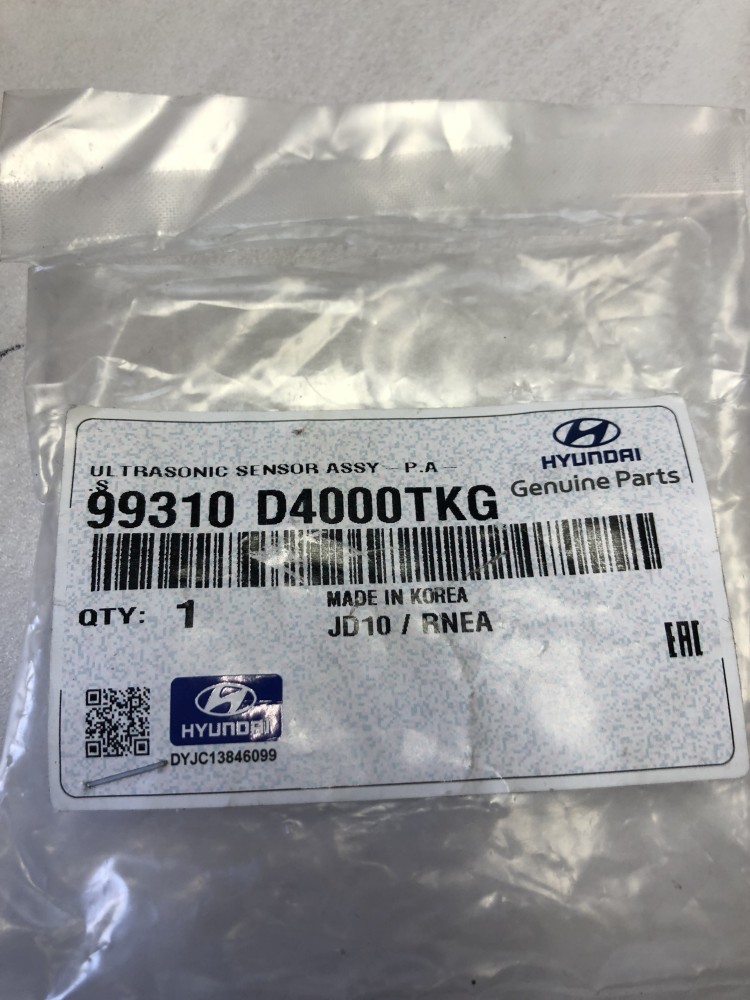 ULTRASONIC SENSOR ASSY - P.A -
S
99310 D4000TKG
HYUNDAI
Genuine Parts
QTY: 1
MADE IN KOREA
JD10 / RNEA
EAC
HYUNDAI
DYJC13846099